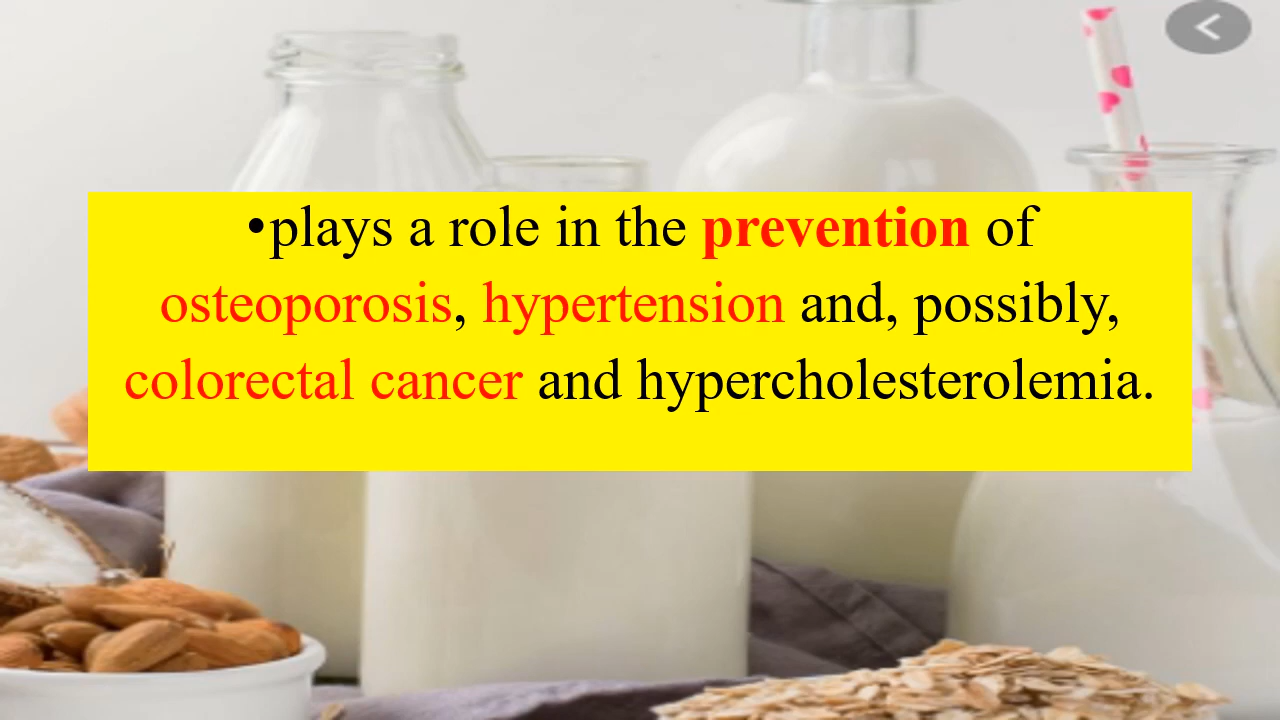 •plays a role in the prevention of
osteoporosis, hypertension and, possibly,
colorectal cancer and hypercholesterolemia.